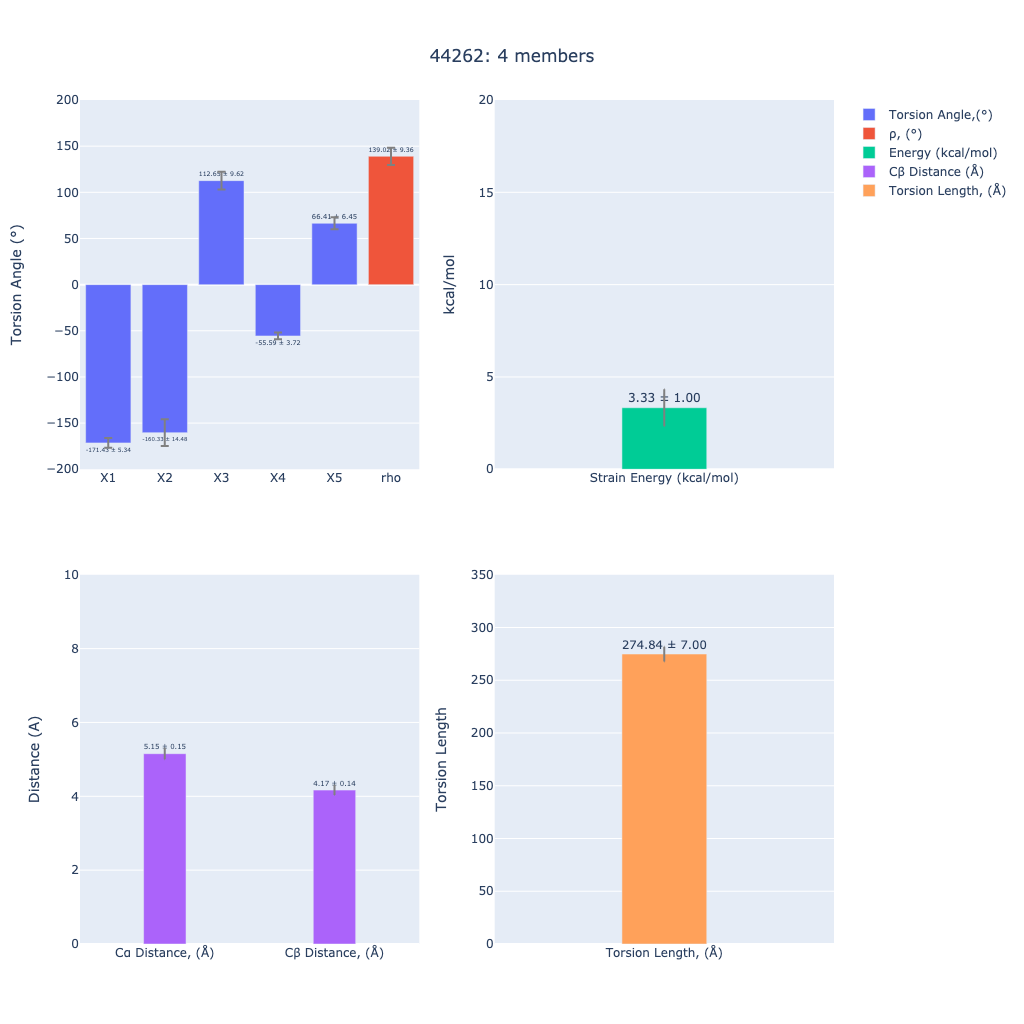 44262: 4 members
Torsion Angle (°)
200
150
100
50
0
−50
−100
−150
−200
-171.43 ± 5.34
-160.33 ± 14.48
112.65 ± 9.62
-55.59 ± 3.72
66.41 ± 6.45
139.02 ± 9.36
X1 X2 X3 X4 X5 rho
kcal/mol
20
15
10
5
0
3.33 ± 1.00
Strain Energy (kcal/mol)
Torsion Angle,(°)
ρ, (°)
Energy (kcal/mol)
Cβ Distance (Å)
Torsion Length, (Å)
Distance (A)
10
8
6
4
2
0
5.15 ± 0.15
4.17 ± 0.14
Cα Distance, (Å) Cβ Distance, (Å)
Torsion Length
350
300
250
200
150
100
50
0
274.84 ± 7.00
Torsion Length, (Å)